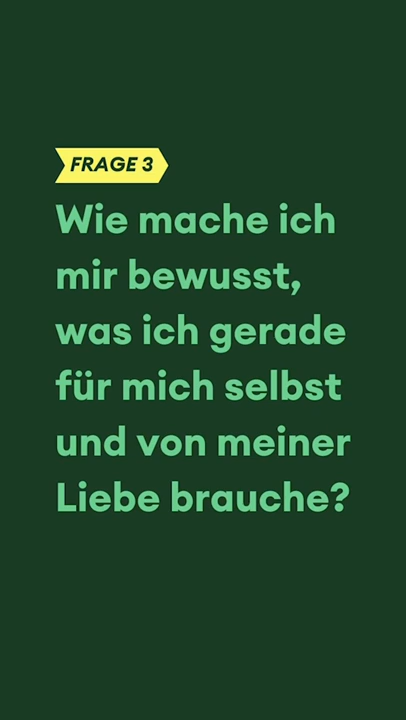 FRAGE 3
Wie mache ich
mir bewusst,
was ich gerade
für mich selbst
und von meiner
Liebe brauche?